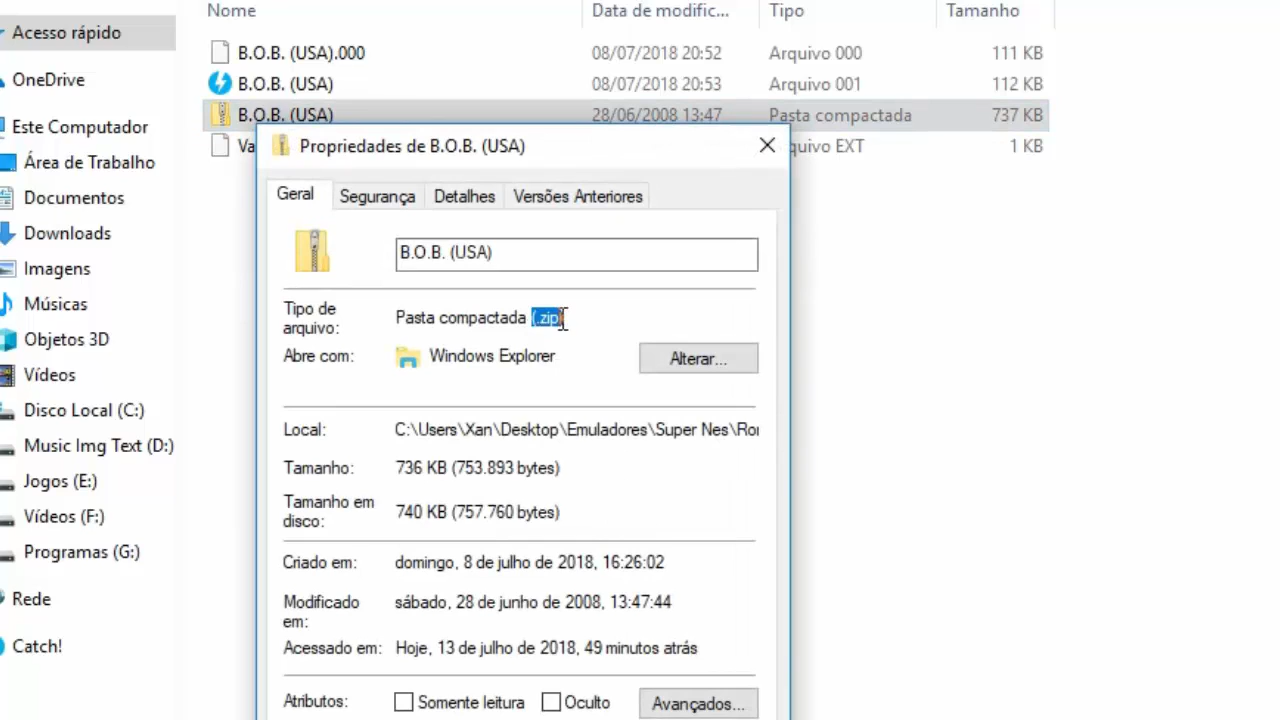 Nome Data de modific... Tipo Tamanho
Acesso rápido
OneDrive
Este Computador
Área de Trabalho
Documentos
Downloads
Imagens
Músicas
Objetos 3D
Vídeos
Disco Local (C:)
Music Img Text (D:)
Jogos (E:)
Vídeos (F:)
Programas (G:)
Rede
Catch!
B.O.B. (USA).000 08/07/2018 20:52 Arquivo 000 111 KB
B.O.B. (USA) 08/07/2018 20:53 Arquivo 001 112 KB
B.O.B. (USA) 28/06/2008 13:47 Pasta compactada 737 KB
Va quivo EXT 1 KB
Propriedades de B.O.B. (USA)
Geral Segurança Detalhes Versões Anteriores
B.O.B. (USA)
Tipo de
arquivo:
Pasta compactada (.zip)
Abre com: Windows Explorer Alterar...
Local: C:\Users\Xan\Desktop\Emuladores\Super Nes\Ror
Tamanho: 736 KB (753.893 bytes)
Tamanho em
disco:
740 KB (757.760 bytes)
Criado em: domingo, 8 de julho de 2018, 16:26:02
Modificado
em:
sábado, 28 de junho de 2008, 13:47:44
Acessado em: Hoje, 13 de julho de 2018, 49 minutos atrás
Atributos: Somente leitura Oculto Avançados...